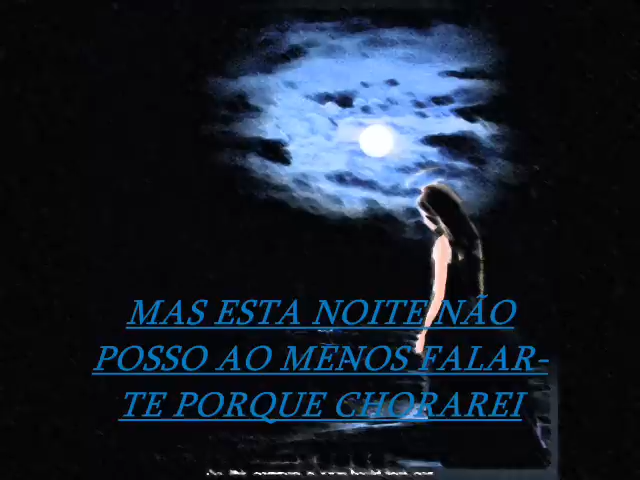 MAS ESTA NOITE NÃO
POSSO AO MENOS FALAR-
TE PORQUE CHORAREI